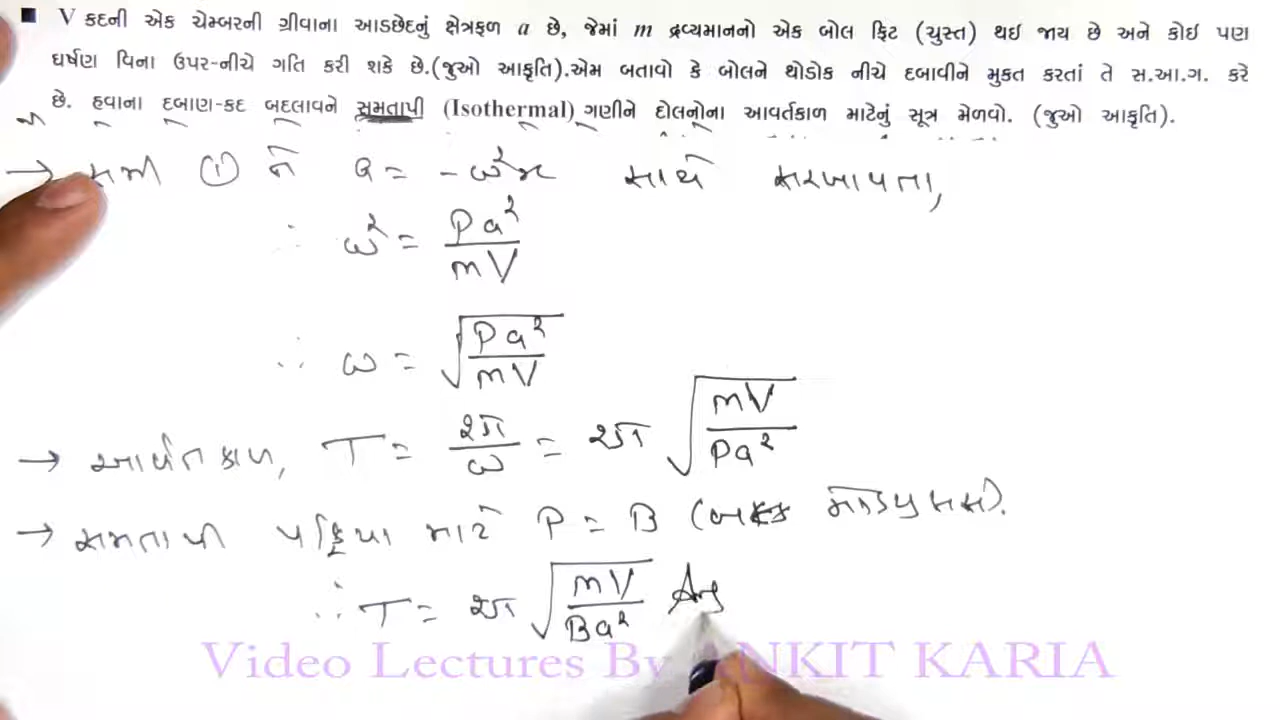 ■ V કદની એક ચેમ્બરની ગ્રીવાના આડછેદનું ક્ષેત્રફળ a છે, જેમાં m દ્રવ્યમાનનો એક બોલ ફિટ (ચુસ્ત) થઈ જાય છે અને કોઈ પણ
ઘર્ષણ વિના ઉપર-નીચે ગતિ કરી શકે છે.(જુઓ આકૃતિ).એમ બતાવો કે બોલને થોડોક નીચે દબાવીને મુક્ત કરતાં તે સ.આ.ગ. કરે
છે. હવાના દબાણ-કદ બદલાવને સમતાપી (Isothermal) ગણીને દોલનોના આવર્તકાળ માટેનું સૂત્ર મેળવો. (જુઓ આકૃતિ).
→ સમી ① ને a = -ω²x સાથે સરખાવતા,
∴ ω² = Pa²/mV
∴ ω = √(Pa²/mV)
→ આર્વતકાળ, T = 2π/ω = 2π √(mV/Pa²)
→ સમતાપી પ્રક્રિયા માટે P = B (બલ્ક મોડ્યુલસ).
∴ T = 2π √(mV/Ba²) Ans
Video Lectures By ANKIT KARIA